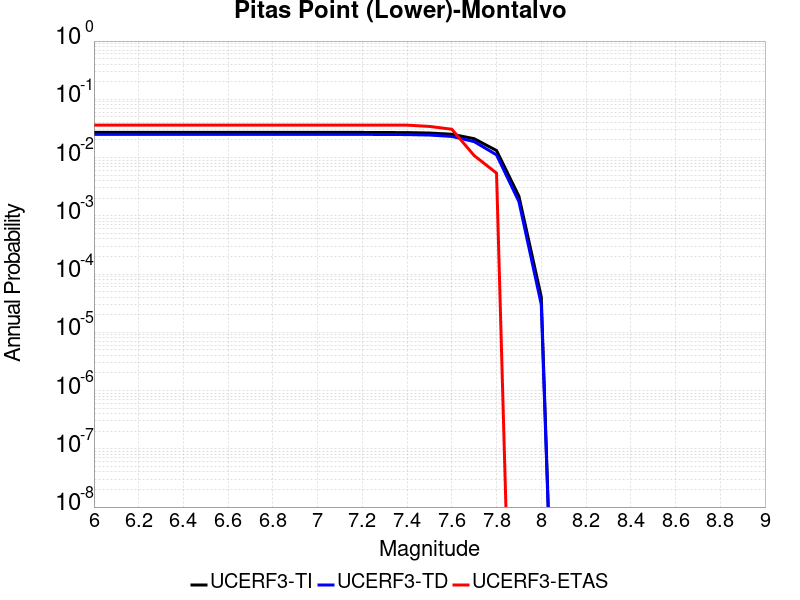 Pitas Point (Lower)-Montalvo
10^0
10^-1
10^-2
10^-3
10^-4
10^-5
10^-6
10^-7
10^-8
Annual Probability
6 6.2 6.4 6.6 6.8 7 7.2 7.4 7.6 7.8 8 8.2 8.4 8.6 8.8 9
Magnitude
UCERF3-TI UCERF3-TD UCERF3-ETAS